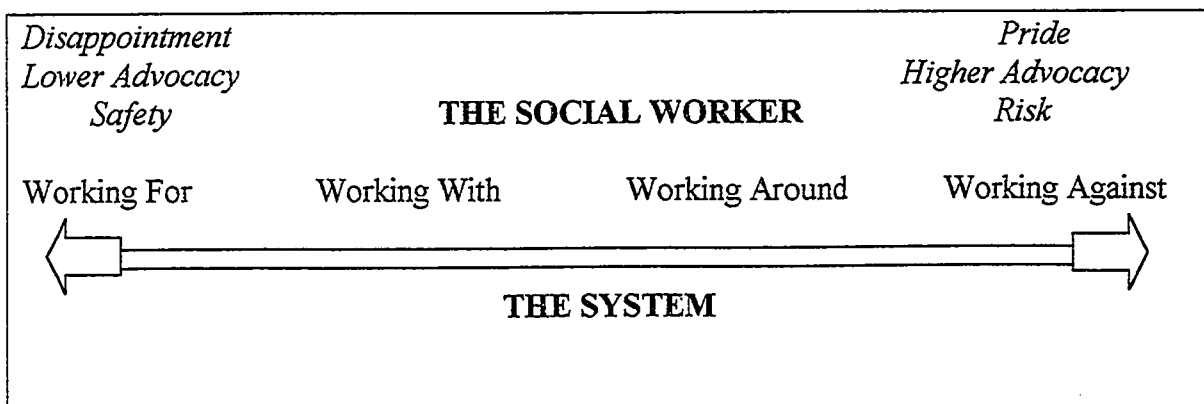 Disappointment
Lower Advocacy
Safety
Pride
Higher Advocacy
Risk
THE SOCIAL WORKER
Working For Working With Working Around Working Against
THE SYSTEM